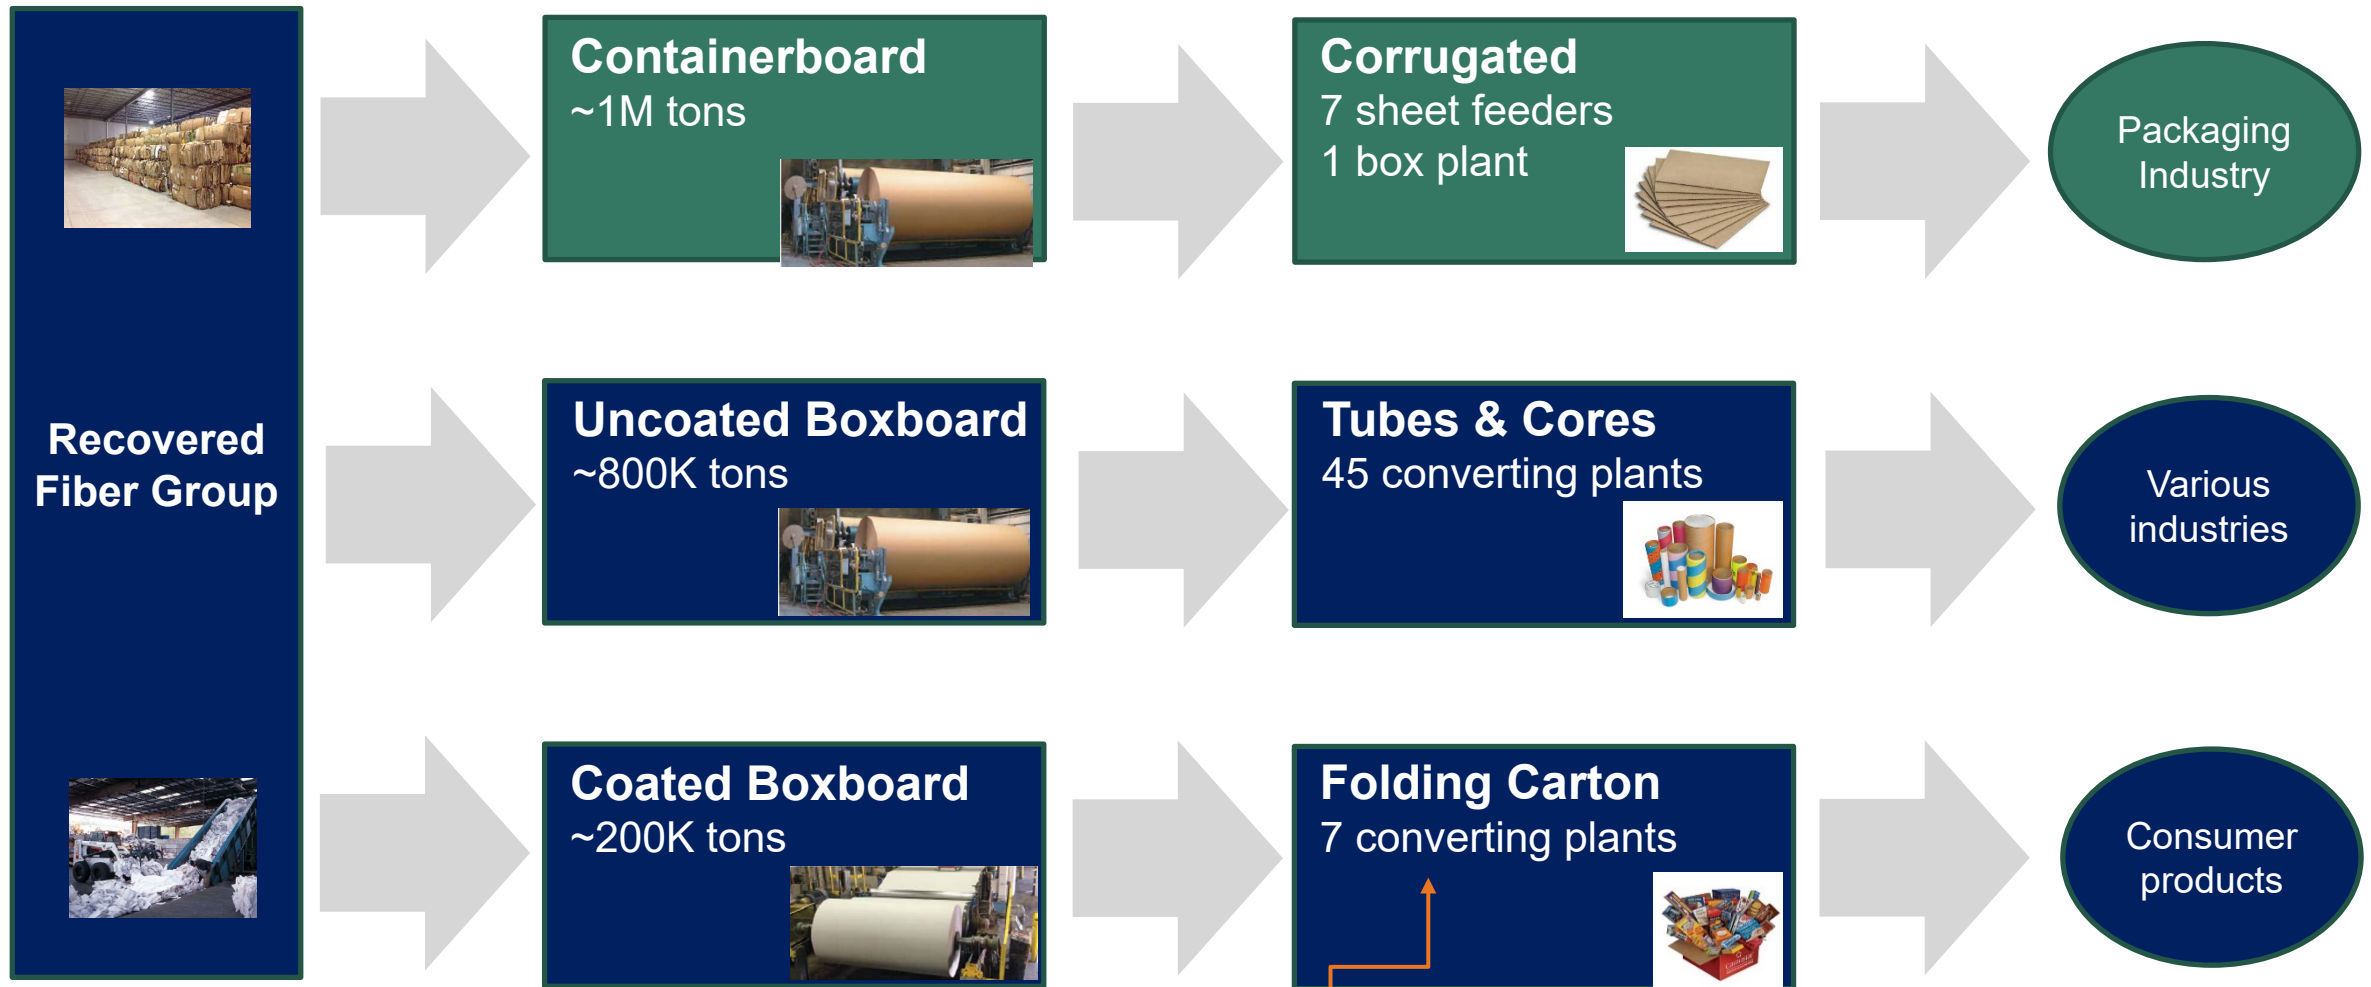 Recovered
Fiber Group
Containerboard
~1M tons
Corrugated
7 sheet feeders
1 box plant
Packaging
Industry
Uncoated Boxboard
~800K tons
Tubes & Cores
45 converting plants
Various
industries
Coated Boxboard
~200K tons
Folding Carton
7 converting plants
Consumer
products